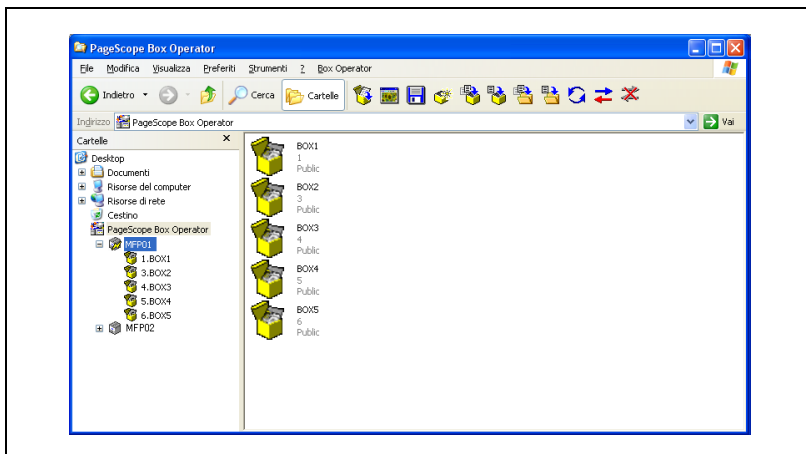 PageScope Box Operator
File Modifica Visualizza Preferiti Strumenti ? Box Operator
Indietro Cerca Cartelle
Indirizzo PageScope Box Operator Vai
Cartelle x
Desktop
Documenti
Risorse del computer
Risorse di rete
Cestino
PageScope Box Operator
MFP01
1.BOX1
3.BOX2
4.BOX3
5.BOX4
6.BOX5
MFP02
BOX1
1
Public
BOX2
3
Public
BOX3
4
Public
BOX4
5
Public
BOX5
6
Public